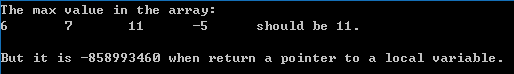 The max value in the array:
6 7 11 -5 should be 11.
But it is -858993460 when return a pointer to a local variable.